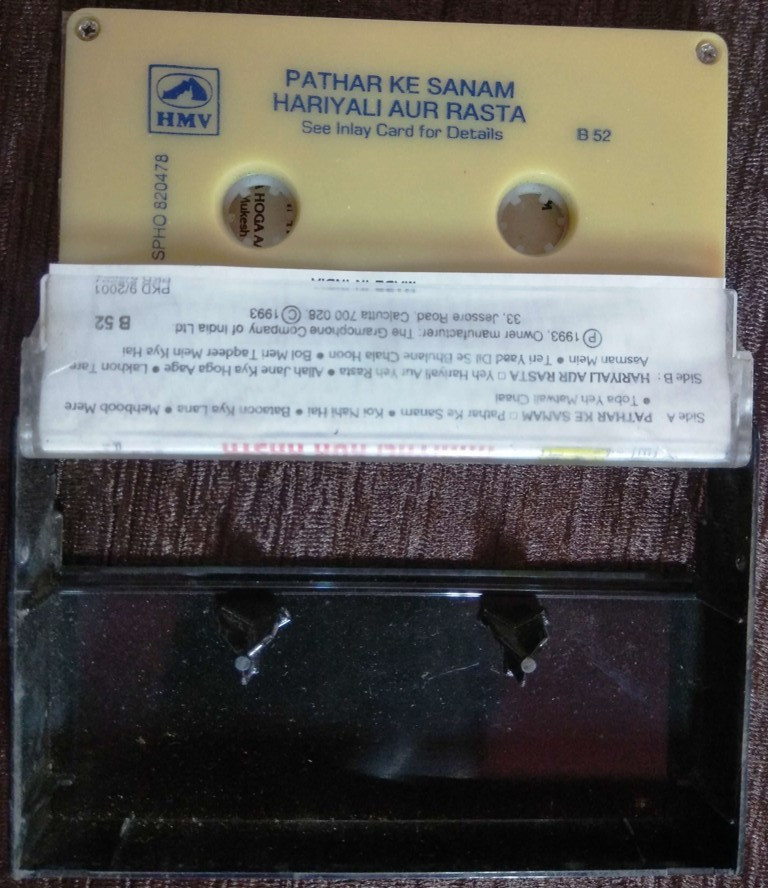 HMV
PATHAR KE SANAM
HARIYALI AUR RASTA
See Inlay Card for Details
B 52
SPHO 820478
HOGA
Mukesh
Side A PATHAR KE SANAM □ Pathar Ke Sanam • Koi Nahi Hai • Bataoon Kya Lana • Mehboob Mere
• Toba Yeh Matwali Chaal
Side B : HARIYALI AUR RASTA □ Yeh Hariyali Aur Yeh Rasta • Allah Jane Kya Hoga Aage • Lakhon Tare
Aasman Mein • Teri Yaad Dil Se Bhulane Chala Hoon • Bol Meri Taqdeer Mein Kya Hai
Ⓟ 1993, Owner manufacturer: The Gramophone Company of India Ltd
33, Jessore Road, Calcutta 700 028. Ⓒ 1993
B 52
MADE IN INDIA
PKD 9/2001